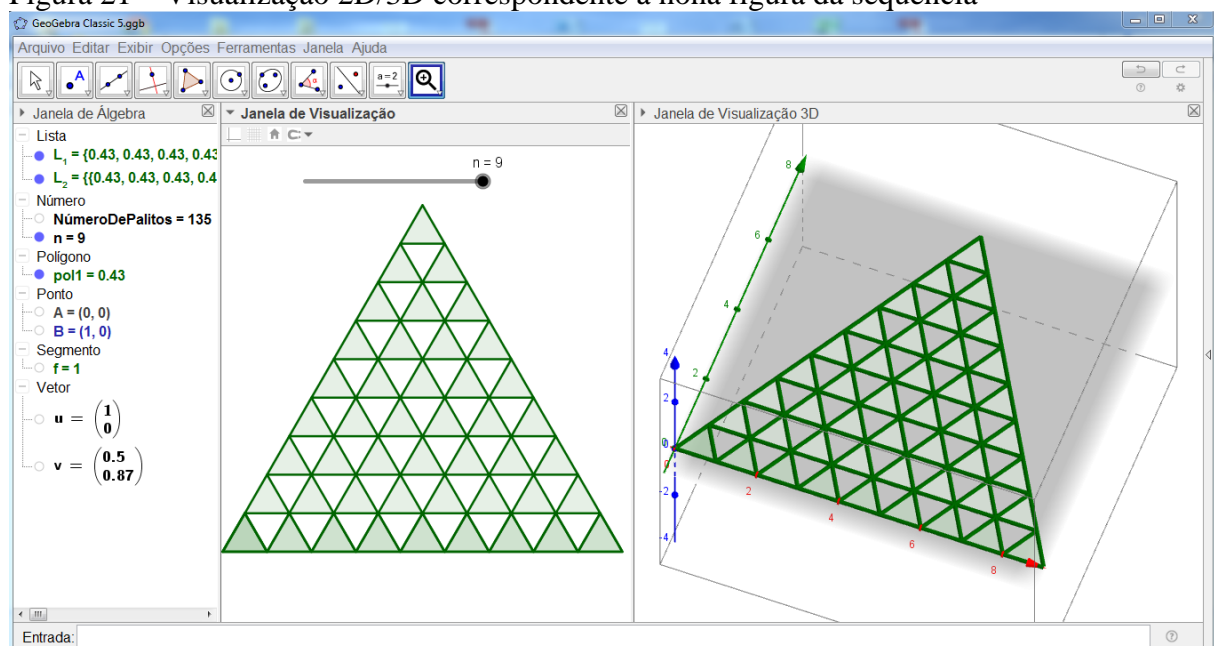 Figura 21 – Visualização 2D/3D correspondente à nona figura da sequência
GeoGebra Classic 5.ggb
Arquivo Editar Exibir Opções Ferramentas Janela Ajuda
A
α
a=2
Janela de Álgebra
Janela de Visualização
Janela de Visualização 3D
Lista
L1 = {0.43, 0.43, 0.43, 0.43
L2 = {{0.43, 0.43, 0.43, 0.4
Número
NúmeroDePalitos = 135
n = 9
Polígono
pol1 = 0.43
Ponto
A = (0, 0)
B = (1, 0)
Segmento
f = 1
Vetor
u = (1
0)
v = (0.5
0.87)
n = 9
8
6
4
2
4
2
0
0
-2
-4
2
4
6
8
Entrada: